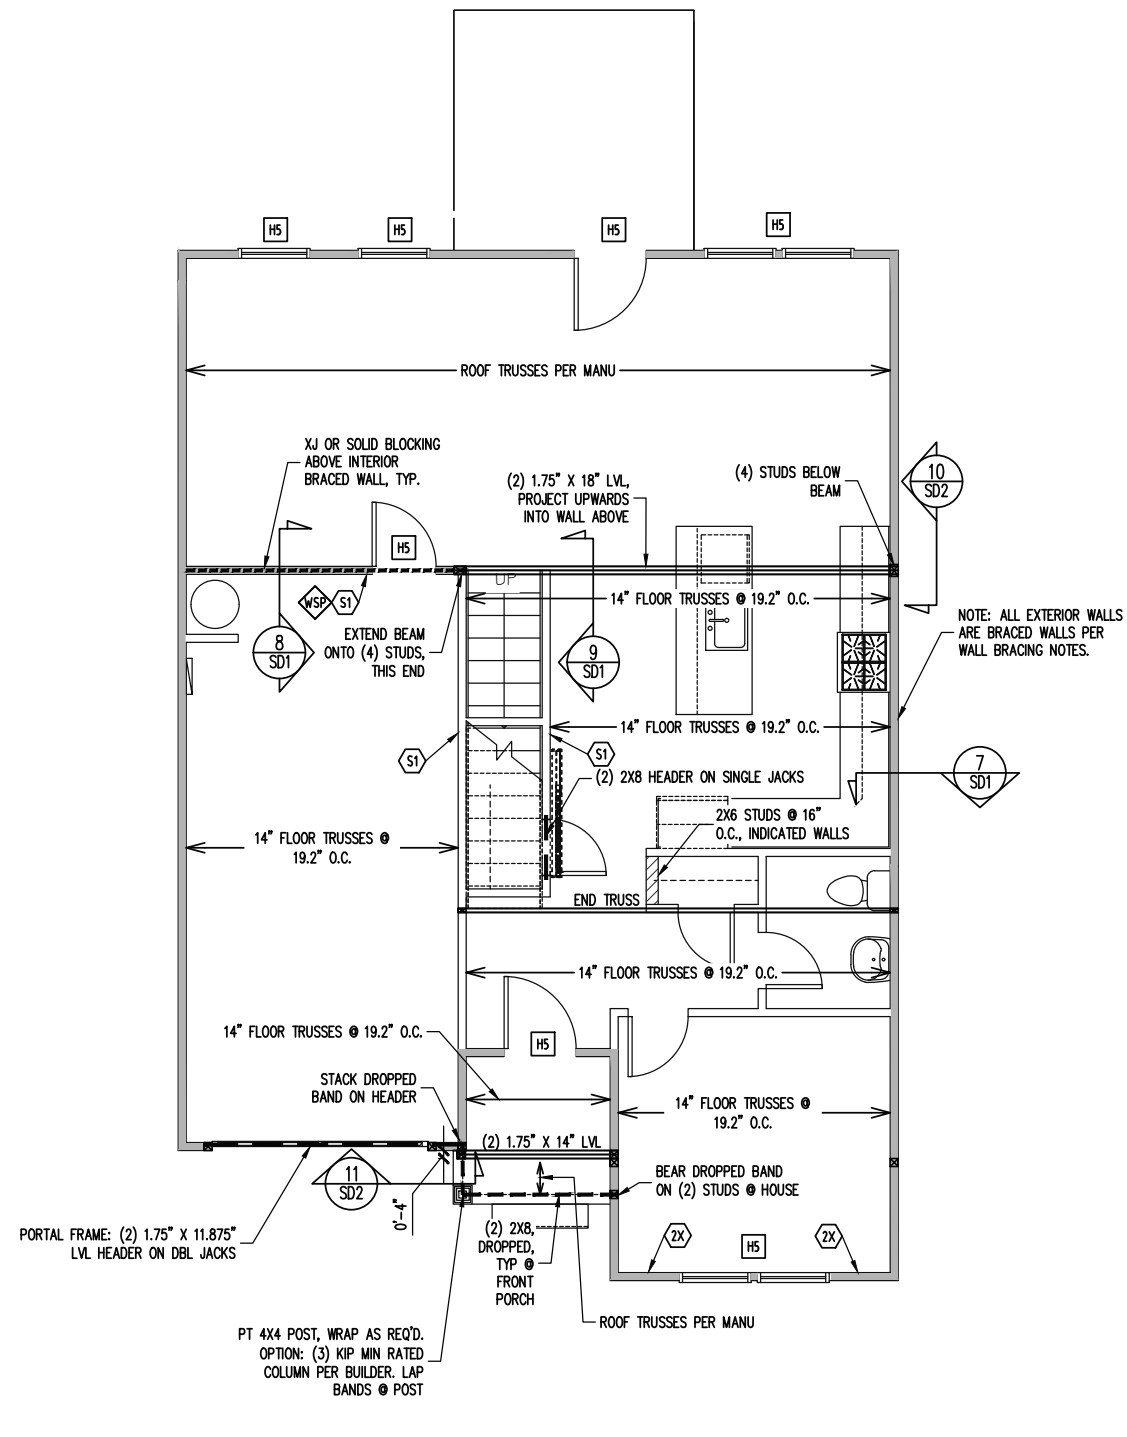 H5
H5
H5
H5
ROOF TRUSSES PER MANU
XJ OR SOLID BLOCKING
ABOVE INTERIOR
BRACED WALL, TYP.
(2) 1.75" X 18" LVL,
PROJECT UPWARDS
INTO WALL ABOVE
(4) STUDS BELOW
BEAM
10
SD2
H5
UP
14" FLOOR TRUSSES @ 19.2" O.C.
WSP
S1
EXTEND BEAM
ONTO (4) STUDS,
THIS END
8
SD1
9
SD1
NOTE: ALL EXTERIOR WALLS
ARE BRACED WALLS PER
WALL BRACING NOTES.
14" FLOOR TRUSSES @ 19.2" O.C.
S1
S1
7
SD1
(2) 2X8 HEADER ON SINGLE JACKS
2X6 STUDS @ 16"
O.C., INDICATED WALLS
14" FLOOR TRUSSES @
19.2" O.C.
END TRUSS
14" FLOOR TRUSSES @ 19.2" O.C.
14" FLOOR TRUSSES @ 19.2" O.C.
H5
STACK DROPPED
BAND ON HEADER
14" FLOOR TRUSSES @
19.2" O.C.
(2) 1.75" X 14" LVL
11
SD2
BEAR DROPPED BAND
ON (2) STUDS @ HOUSE
0'-4"
PORTAL FRAME: (2) 1.75" X 11.875"
LVL HEADER ON DBL JACKS
(2) 2X8,
DROPPED,
TYP @
FRONT
PORCH
2X
H5
2X
ROOF TRUSSES PER MANU
PT 4X4 POST, WRAP AS REQ'D.
OPTION: (3) KIP MIN RATED
COLUMN PER BUILDER. LAP
BANDS @ POST